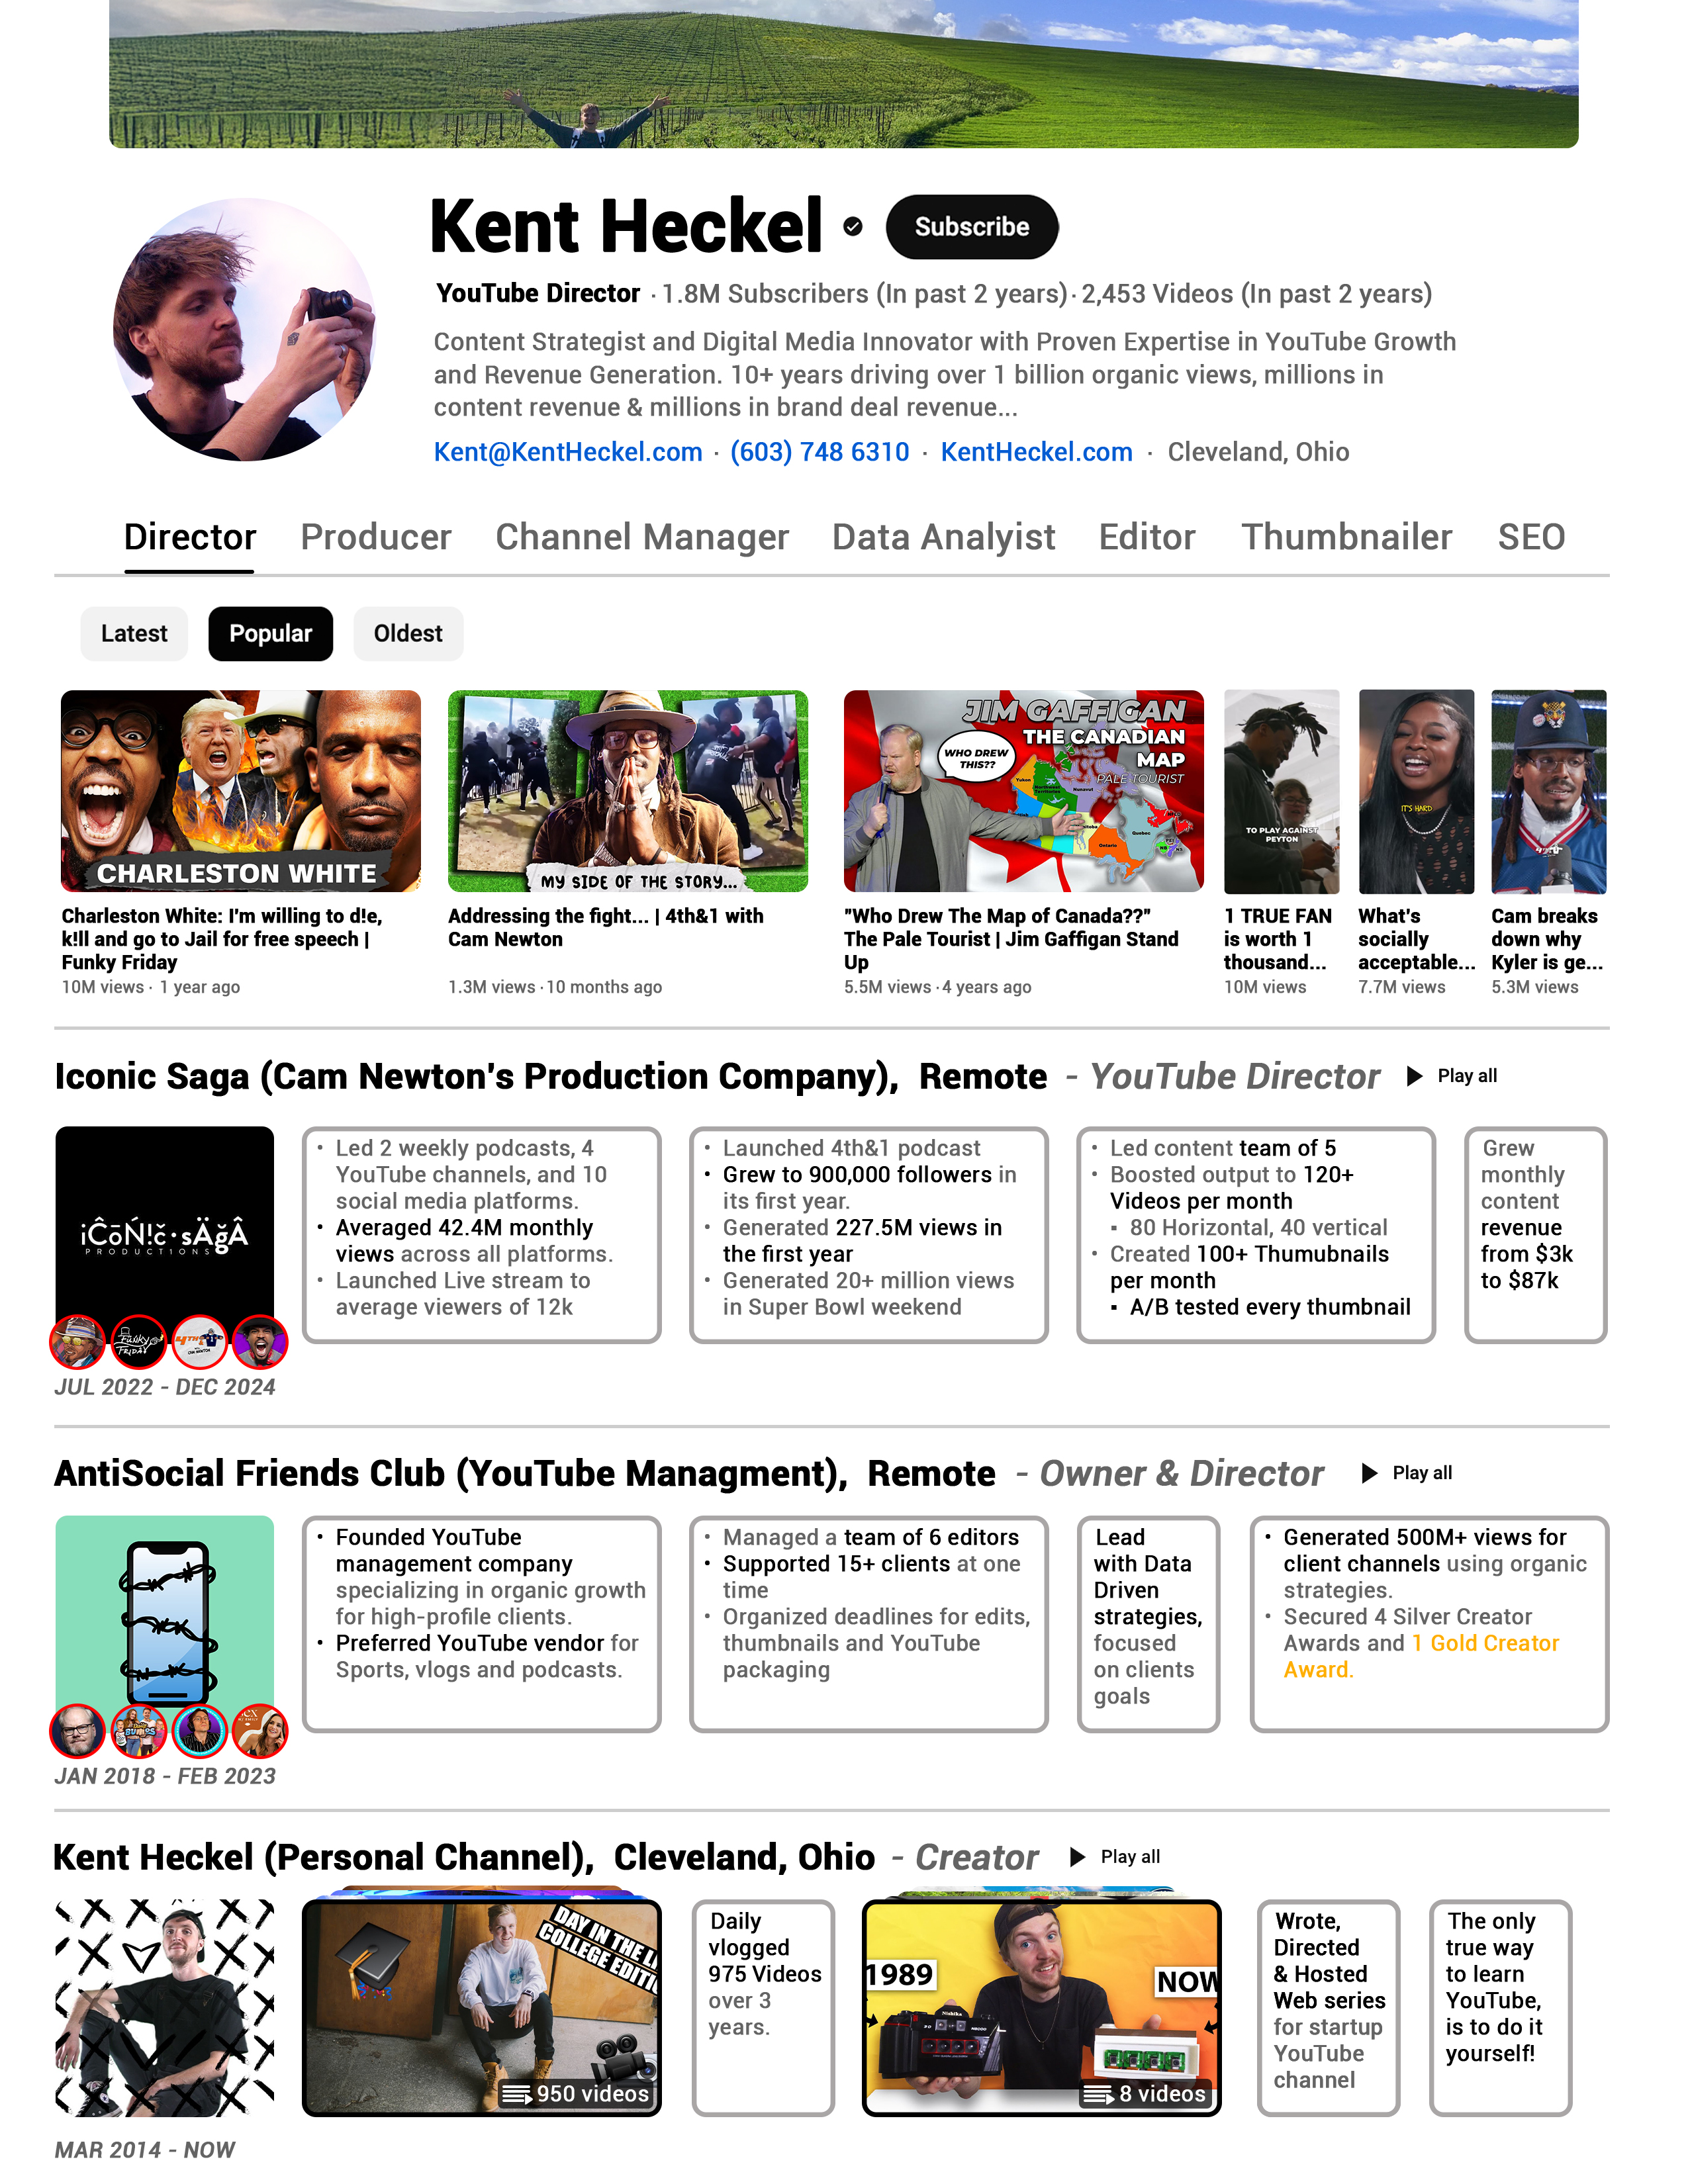 Kent Heckel
Subscribe
YouTube Director · 1.8M Subscribers (In past 2 years) · 2,453 Videos (In past 2 years)
Content Strategist and Digital Media Innovator with Proven Expertise in YouTube Growth
and Revenue Generation. 10+ years driving over 1 billion organic views, millions in
content revenue & millions in brand deal revenue...
Kent@KentHeckel.com · (603) 748 6310 · KentHeckel.com · Cleveland, Ohio
Director Producer Channel Manager Data Analyist Editor Thumbnailer SEO
Latest Popular Oldest
CHARLESTON WHITE
Charleston White: I'm willing to d!e,
k!ll and go to Jail for free speech |
Funky Friday
10M views · 1 year ago
MY SIDE OF THE STORY...
Addressing the fight... | 4th&1 with
Cam Newton
1.3M views · 10 months ago
JIM GAFFIGAN
THE CANADIAN
MAP
PALE TOURIST
WHO DREW
THIS??
Yukon
Northwest
Territories
Nunavut
Quebec
Ontario
"Who Drew The Map of Canada??"
The Pale Tourist | Jim Gaffigan Stand
Up
5.5M views · 4 years ago
TO PLAY AGAINST
PEYTON
1 TRUE FAN
is worth 1
thousand...
10M views
IT'S HARD
What's
socially
acceptable...
7.7M views
Cam breaks
down why
Kyler is ge...
5.3M views
Iconic Saga (Cam Newton's Production Company), Remote - YouTube Director
Play all
iĈōŃ!č·sÄğÂ
PRODUCTIONS
Funky
FRIDAY
4TH
JUL 2022 - DEC 2024
• Led 2 weekly podcasts, 4
YouTube channels, and 10
social media platforms.
• Averaged 42.4M monthly
views across all platforms.
• Launched Live stream to
average viewers of 12k
• Launched 4th&1 podcast
• Grew to 900,000 followers in
its first year.
• Generated 227.5M views in
the first year
• Generated 20+ million views
in Super Bowl weekend
• Led content team of 5
• Boosted output to 120+
Videos per month
▪ 80 Horizontal, 40 vertical
• Created 100+ Thumubnails
per month
▪ A/B tested every thumbnail
Grew
monthly
content
revenue
from $3k
to $87k
AntiSocial Friends Club (YouTube Managment), Remote - Owner & Director
Play all
JAN 2018 - FEB 2023
• Founded YouTube
management company
specializing in organic growth
for high-profile clients.
• Preferred YouTube vendor for
Sports, vlogs and podcasts.
• Managed a team of 6 editors
• Supported 15+ clients at one
time
• Organized deadlines for edits,
thumbnails and YouTube
packaging
Lead
with Data
Driven
strategies,
focused
on clients
goals
• Generated 500M+ views for
client channels using organic
strategies.
• Secured 4 Silver Creator
Awards and 1 Gold Creator
Award.
Kent Heckel (Personal Channel), Cleveland, Ohio - Creator
Play all
MAR 2014 - NOW
DAY IN THE L
COLLEGE EDITI
950 videos
Daily
vlogged
975 Videos
over 3
years.
1989
NOW
Nishika
8 videos
Wrote,
Directed
& Hosted
Web series
for startup
YouTube
channel
The only
true way
to learn
YouTube,
is to do it
yourself!